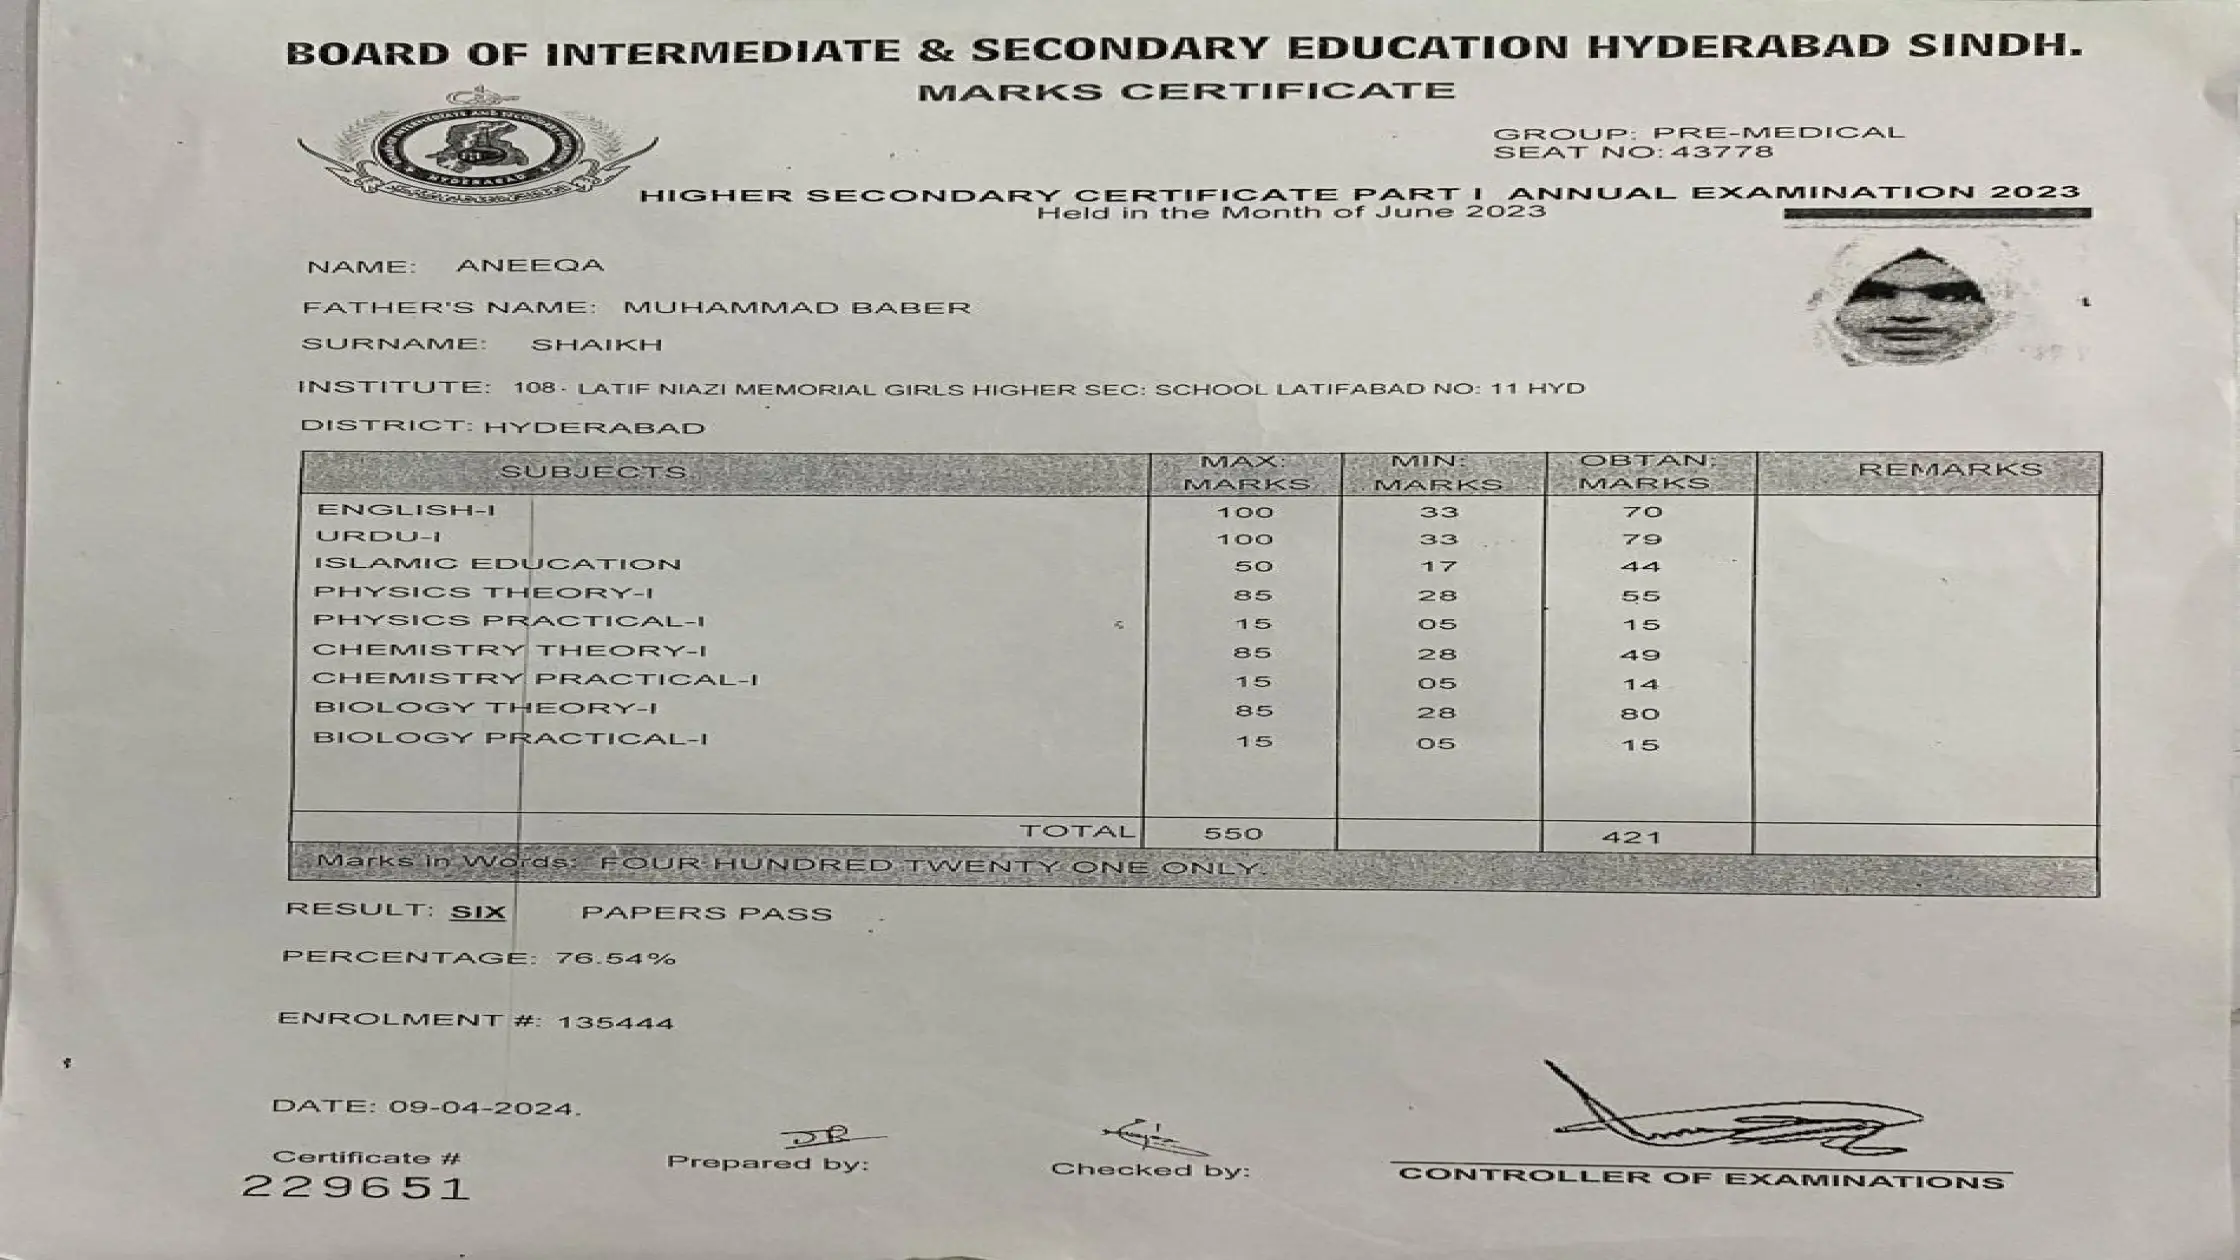 BOARD OF INTERMEDIATE & SECONDARY EDUCATION HYDERABAD SINDH.
MARKS CERTIFICATE
GROUP: PRE-MEDICAL
SEAT NO: 43778
HYDERABAD
HIGHER SECONDARY CERTIFICATE PART I ANNUAL EXAMINATION 2023
Held in the Month of June 2023
NAME: ANEEQA
FATHER'S NAME: MUHAMMAD BABER
SURNAME: SHAIKH
INSTITUTE: 108- LATIF NIAZI MEMORIAL GIRLS HIGHER SEC: SCHOOL LATIFABAD NO: 11 HYD
DISTRICT: HYDERABAD
SUBJECTS MAX: MARKS MIN: MARKS OBTAN: MARKS REMARKS
ENGLISH-I 100 33 70
URDU-I 100 33 79
ISLAMIC EDUCATION 50 17 44
PHYSICS THEORY-I 85 28 55
PHYSICS PRACTICAL-I 15 05 15
CHEMISTRY THEORY-I 85 28 49
CHEMISTRY PRACTICAL-I 15 05 14
BIOLOGY THEORY-I 85 28 80
BIOLOGY PRACTICAL-I 15 05 15
TOTAL 550 421
Marks in Words: FOUR HUNDRED TWENTY ONE ONLY.
RESULT: SIX PAPERS PASS
PERCENTAGE: 76.54%
ENROLMENT #: 135444
DATE: 09-04-2024.
Certificate #
229651
Prepared by:
Checked by:
CONTROLLER OF EXAMINATIONS